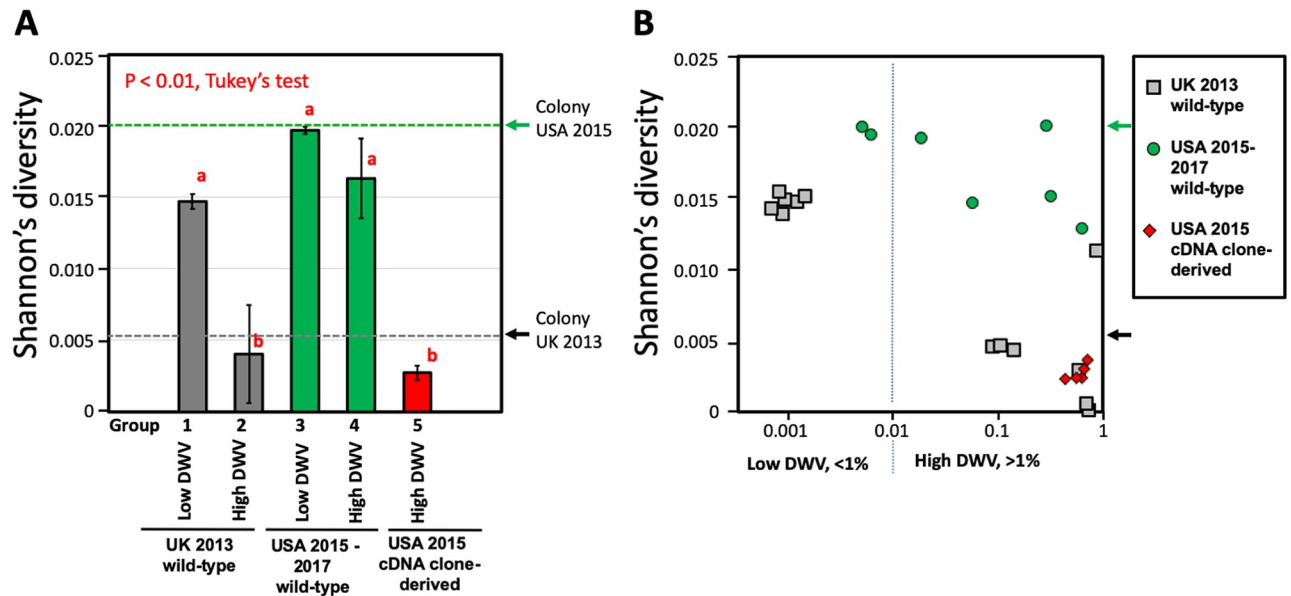 A
Shannon's diversity
0.025
0.020
0.015
0.010
0.005
0
P < 0.01, Tukey's test
a
b
a
a
b
Colony
USA 2015
Colony
UK 2013
Group 1 2 3 4 5
Low DWV
High DWV
Low DWV
High DWV
High DWV
UK 2013
wild-type
USA 2015 -
2017
wild-type
USA 2015
cDNA clone-
derived
B
Shannon's diversity
0.025
0.020
0.015
0.010
0.005
0
0.001 0.01 0.1 1
Low DWV, <1% High DWV, >1%
UK 2013
wild-type
USA 2015-
2017
wild-type
USA 2015
cDNA clone-
derived